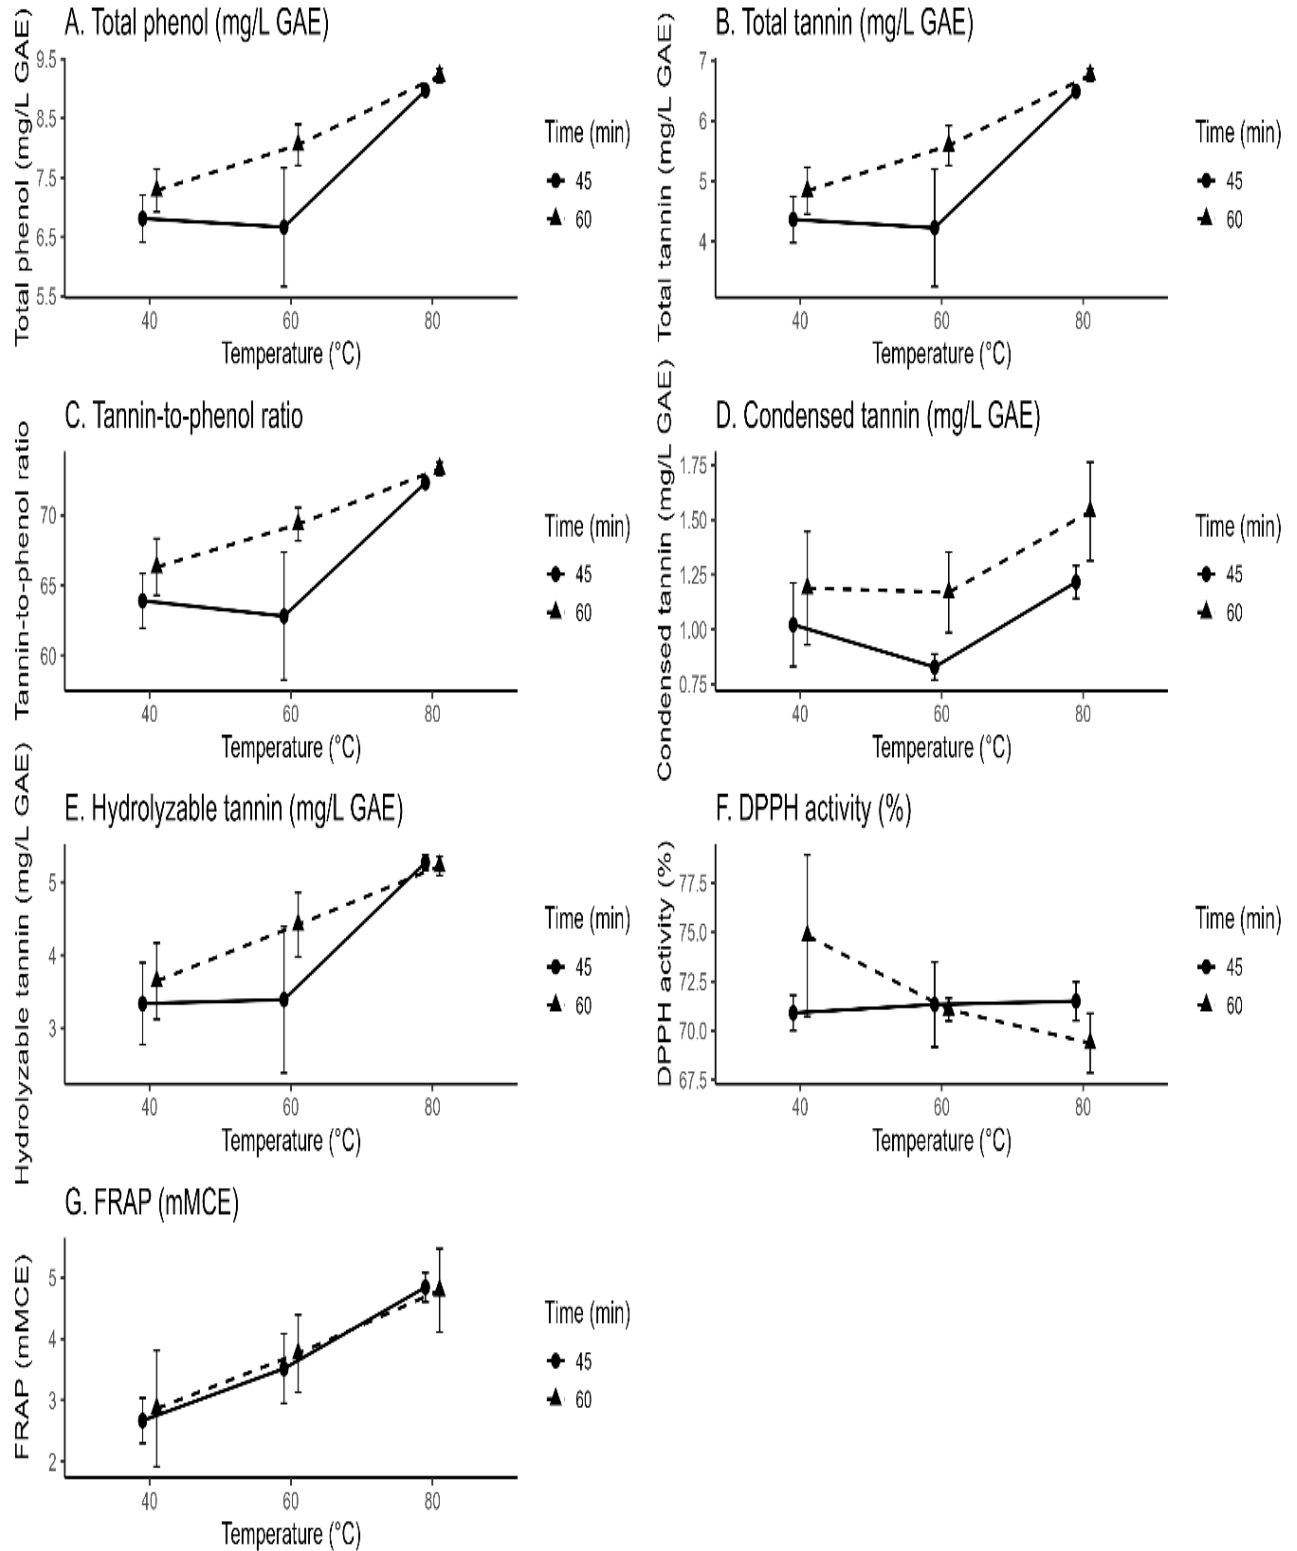 A. Total phenol (mg/L GAE)
Total phenol (mg/L GAE)
9.5
8.5
7.5
6.5
5.5
40
60
80
Temperature (°C)
Time (min)
45
60
B. Total tannin (mg/L GAE)
Total tannin (mg/L GAE)
7
6
5
4
40
60
80
Temperature (°C)
Time (min)
45
60
C. Tannin-to-phenol ratio
Tannin-to-phenol ratio
70
65
60
40
60
80
Temperature (°C)
Time (min)
45
60
D. Condensed tannin (mg/L GAE)
Condensed tannin (mg/L GAE)
1.75
1.50
1.25
1.00
0.75
40
60
80
Temperature (°C)
Time (min)
45
60
E. Hydrolyzable tannin (mg/L GAE)
Hydrolyzable tannin (mg/L GAE)
5
4
3
40
60
80
Temperature (°C)
Time (min)
45
60
F. DPPH activity (%)
DPPH activity (%)
77.5
75.0
72.5
70.0
67.5
40
60
80
Temperature (°C)
Time (min)
45
60
G. FRAP (mMCE)
FRAP (mMCE)
5
4
3
2
40
60
80
Temperature (°C)
Time (min)
45
60